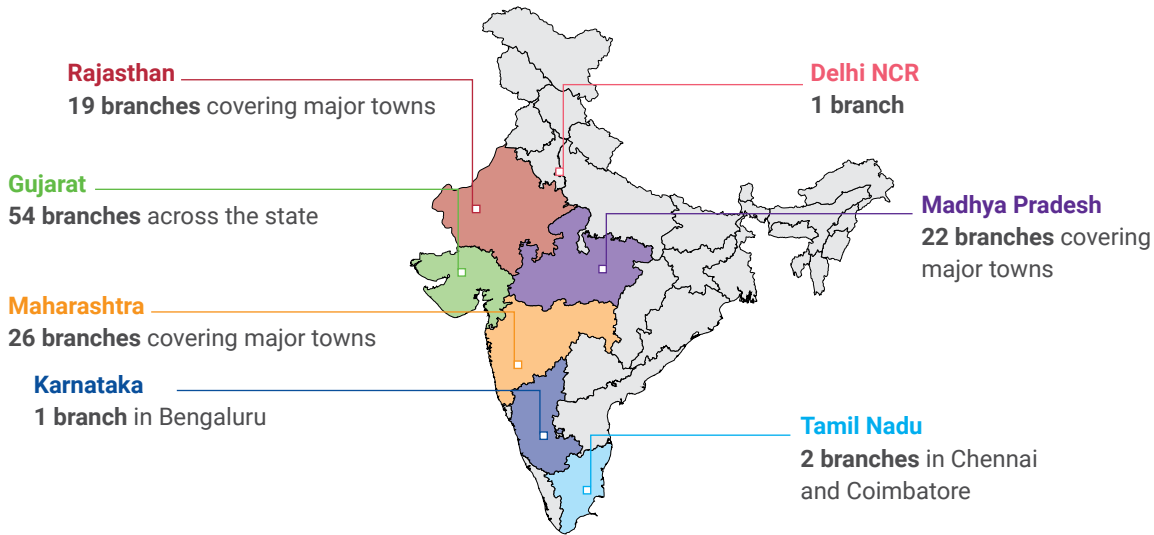 Rajasthan
19 branches covering major towns
Delhi NCR
1 branch
Gujarat
54 branches across the state
Madhya Pradesh
22 branches covering
major towns
Maharashtra
26 branches covering major towns
Karnataka
1 branch in Bengaluru
Tamil Nadu
2 branches in Chennai
and Coimbatore